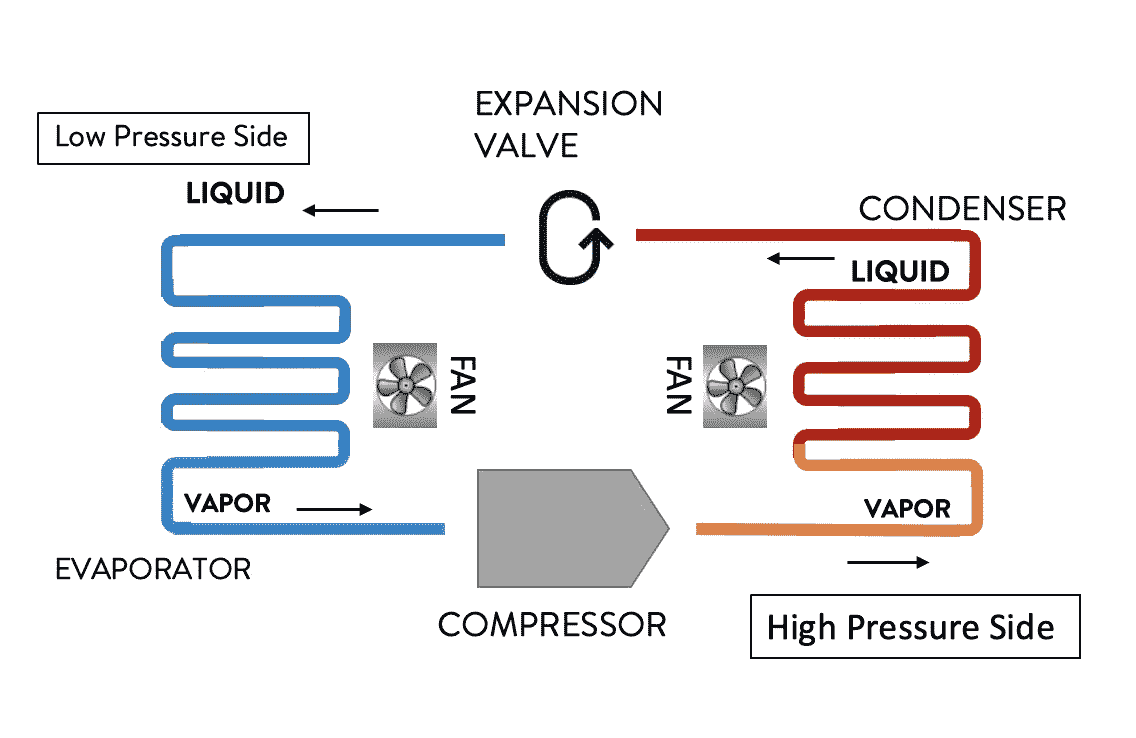 EXPANSION
VALVE
Low Pressure Side
LIQUID
CONDENSER
LIQUID
FAN
FAN
VAPOR
VAPOR
EVAPORATOR
COMPRESSOR
High Pressure Side